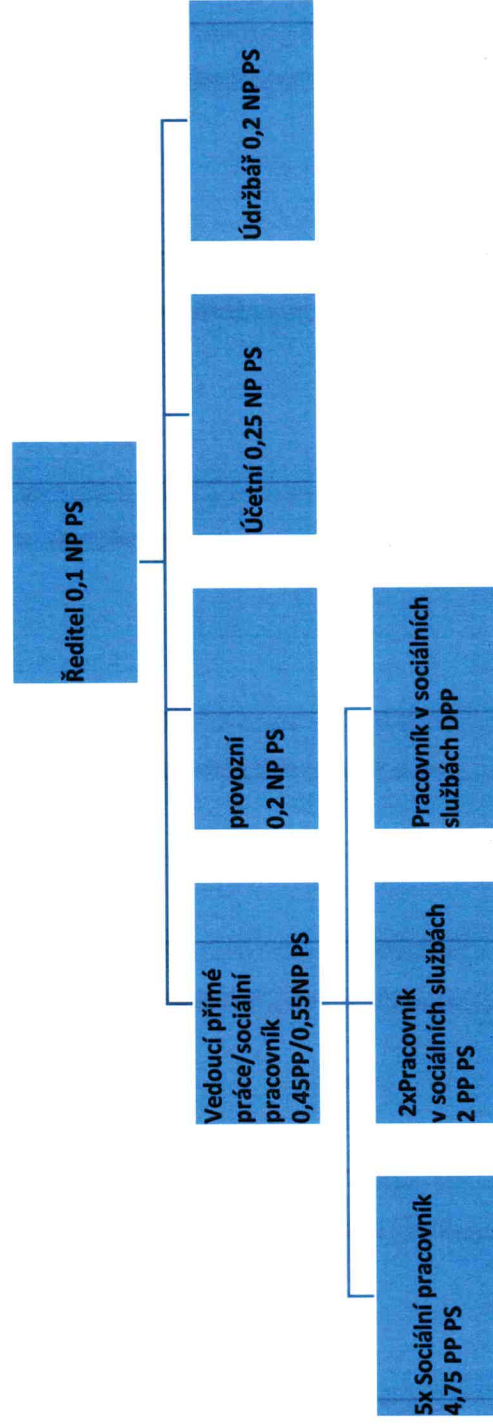 Ředitel 0,1 NP PS
Vedoucí přímé
práce/sociální
pracovník
0,45PP/0,55NP PS
provozní
0,2 NP PS
Účetní 0,25 NP PS
Údržbář 0,2 NP PS
5x Sociální pracovník
4,75 PP PS
2xPracovník
v sociálních službách
2 PP PS
Pracovník v sociálních
službách DPP